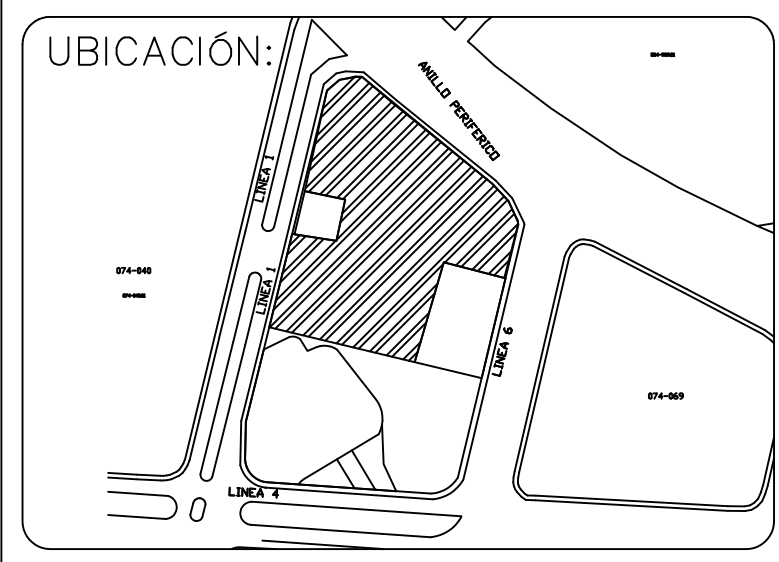 UBICACIÓN:
ANILLO PERIFERICO
LINEA 1
074-040
LINEA 1
LINEA 6
074-069
LINEA 4